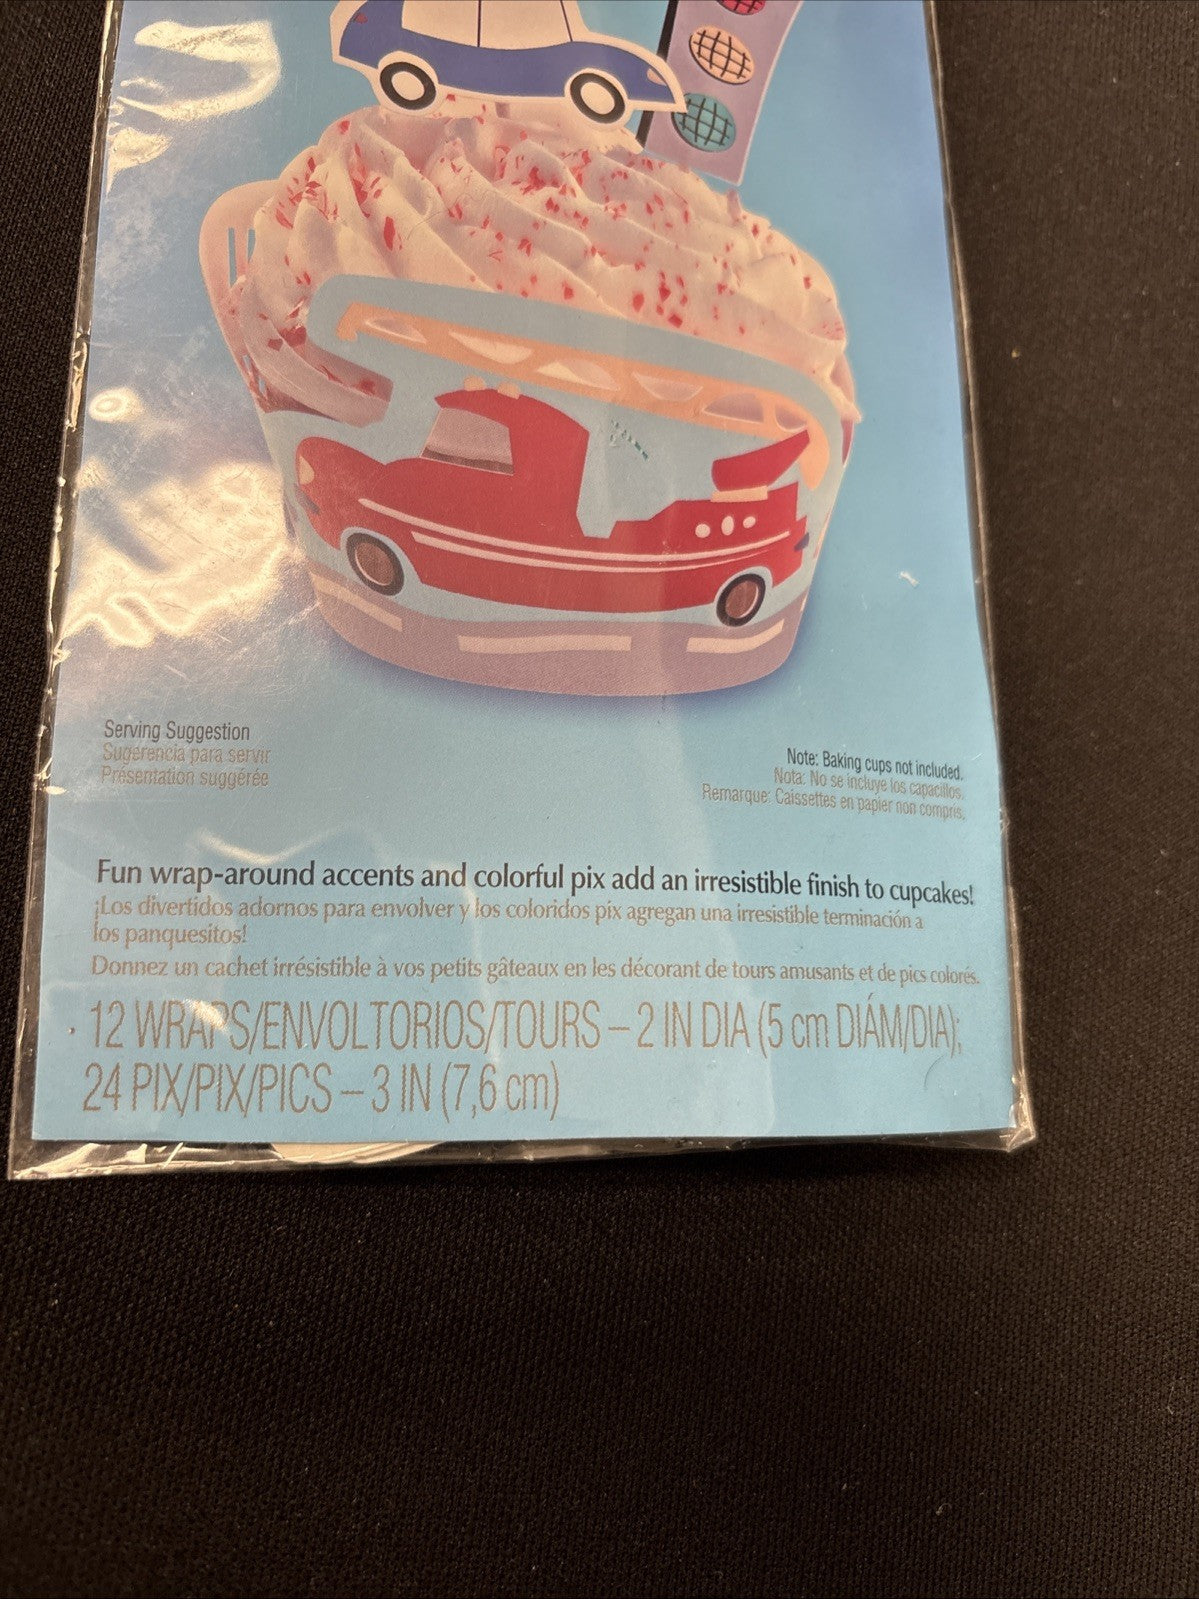 Serving Suggestion
Sugerencia para servir
Présentation suggérée
Note: Baking cups not included.
Nota: No se incluye los capacillos.
Remarque: Caissettes en papier non compris.
Fun wrap-around accents and colorful pix add an irresistible finish to cupcakes!
¡Los divertidos adornos para envolver y los coloridos pix agregan una irresistible terminación a
los panquesitos!
Donnez un cachet irrésistible à vos petits gâteaux en les décorant de tours amusants et de pics colorés.
12 WRAPS/ENVOLTORIOS/TOURS – 2 IN DIA (5 cm DIÁM/DIA);
24 PIX/PIX/PICS – 3 IN (7,6 cm)